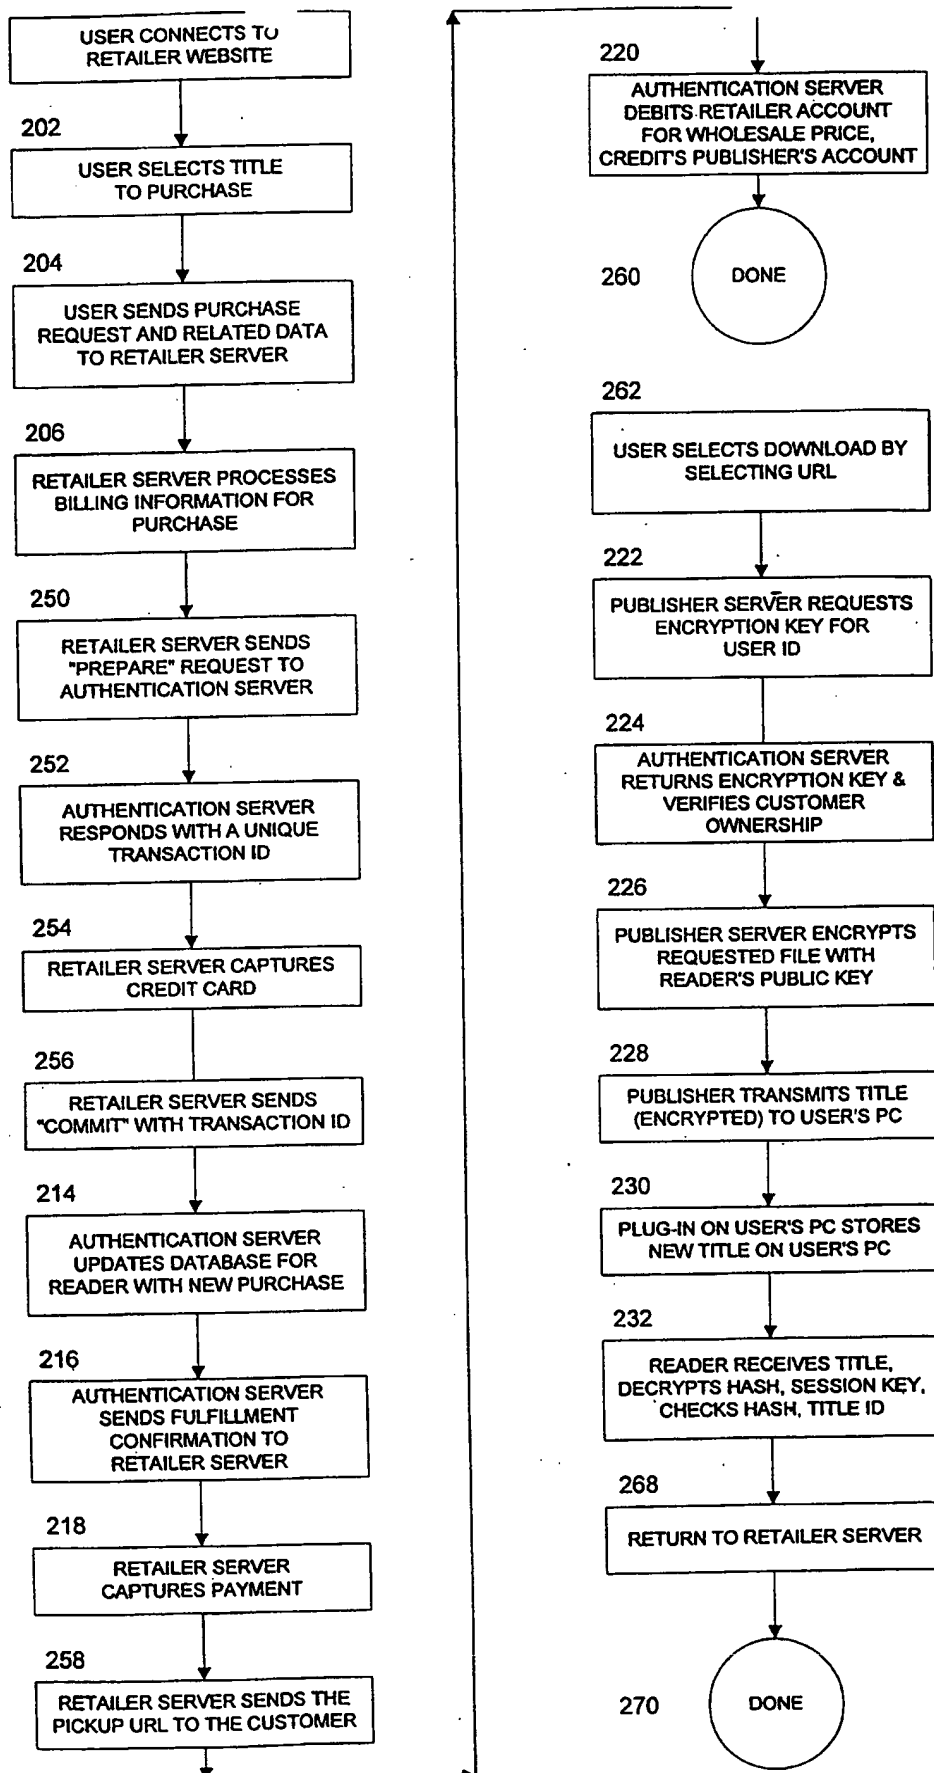 USER CONNECTS TO
RETAILER WEBSITE
202
USER SELECTS TITLE
TO PURCHASE
204
USER SENDS PURCHASE
REQUEST AND RELATED DATA
TO RETAILER SERVER
206
RETAILER SERVER PROCESSES
BILLING INFORMATION FOR
PURCHASE
250
RETAILER SERVER SENDS
"PREPARE" REQUEST TO
AUTHENTICATION SERVER
252
AUTHENTICATION SERVER
RESPONDS WITH A UNIQUE
TRANSACTION ID
254
RETAILER SERVER CAPTURES
CREDIT CARD
256
RETAILER SERVER SENDS
"COMMIT" WITH TRANSACTION ID
214
AUTHENTICATION SERVER
UPDATES DATABASE FOR
READER WITH NEW PURCHASE
216
AUTHENTICATION SERVER
SENDS FULFILLMENT
CONFIRMATION TO
RETAILER SERVER
218
RETAILER SERVER
CAPTURES PAYMENT
258
RETAILER SERVER SENDS THE
PICKUP URL TO THE CUSTOMER
220
AUTHENTICATION SERVER
DEBITS RETAILER ACCOUNT
FOR WHOLESALE PRICE,
CREDIT'S PUBLISHER'S ACCOUNT
260
DONE
262
USER SELECTS DOWNLOAD BY
SELECTING URL
222
PUBLISHER SERVER REQUESTS
ENCRYPTION KEY FOR
USER ID
224
AUTHENTICATION SERVER
RETURNS ENCRYPTION KEY &
VERIFIES CUSTOMER
OWNERSHIP
226
PUBLISHER SERVER ENCRYPTS
REQUESTED FILE WITH
READER'S PUBLIC KEY
228
PUBLISHER TRANSMITS TITLE
(ENCRYPTED) TO USER'S PC
230
PLUG-IN ON USER'S PC STORES
NEW TITLE ON USER'S PC
232
READER RECEIVES TITLE,
DECRYPTS HASH, SESSION KEY,
CHECKS HASH, TITLE ID
268
RETURN TO RETAILER SERVER
270
DONE